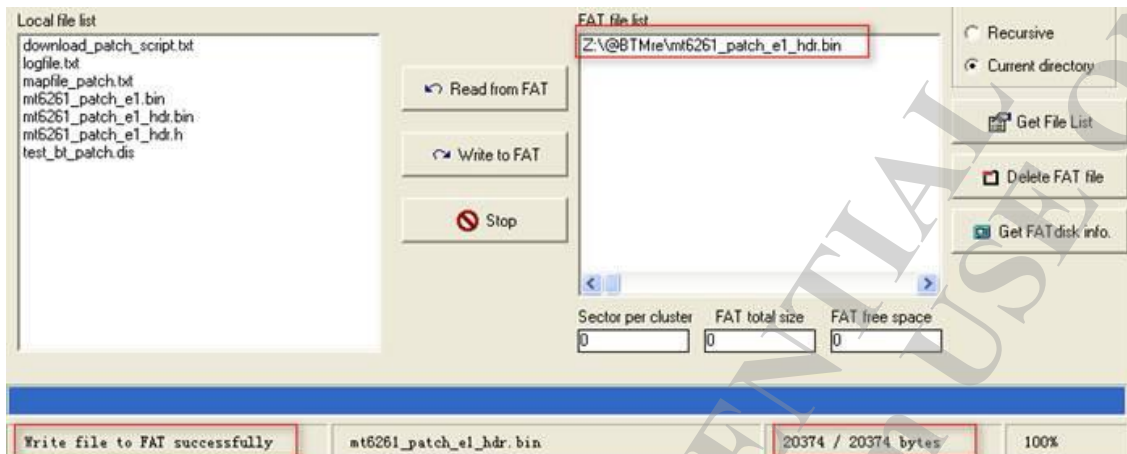 Local file list
download_patch_script.txt
logfile.txt
mapfile_patch.txt
mt6261_patch_e1.bin
mt6261_patch_e1_hdr.bin
mt6261_patch_e1_hdr.h
test_bt_patch.dis
Read from FAT
Write to FAT
Stop
FAT file list
Z:\@BTMre\mt6261_patch_e1_hdr.bin
Sector per cluster FAT total size FAT free space
0 0 0
Recursive
Current directory
Get File List
Delete FAT file
Get FAT disk info.
Write file to FAT successfully mt6261_patch_e1_hdr.bin 20374 / 20374 bytes 100%